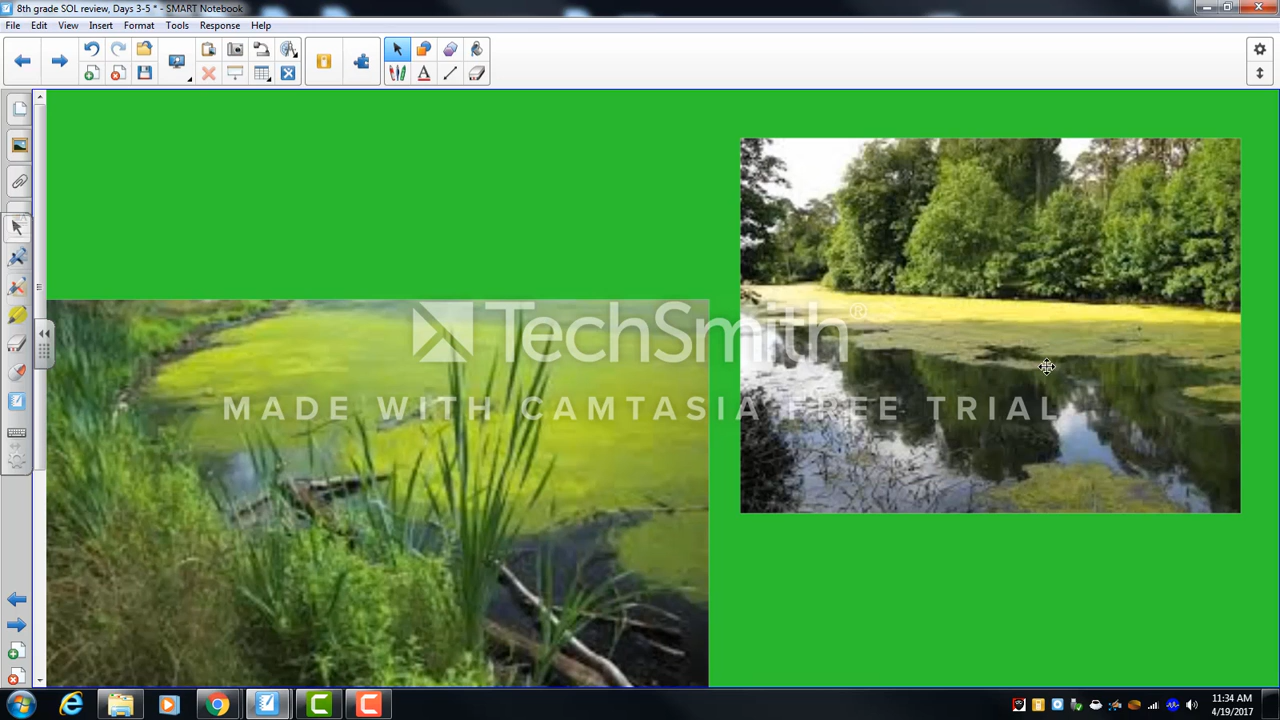 8th grade SOL review, Days 3-5 * - SMART Notebook
File Edit View Insert Format Tools Response Help
TechSmith®
MADE WITH CAMTASIA FREE TRIAL
11:34 AM
4/19/2017